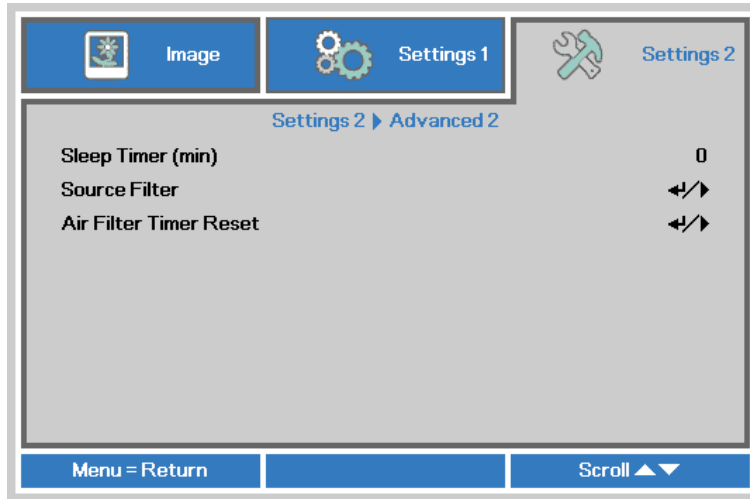 Image
Settings 1
Settings 2
Settings 2 ▶ Advanced 2
Sleep Timer (min) 0
Source Filter ↵/▶
Air Filter Timer Reset ↵/▶
Menu = Return
Scroll ▲▼